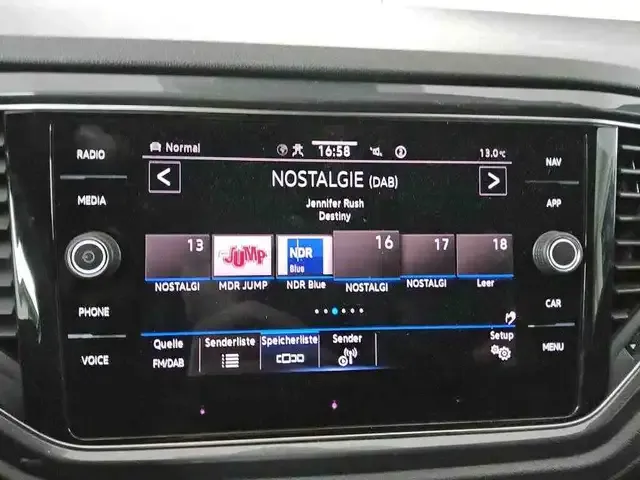 RADIO
MEDIA
PHONE
VOICE
Normal
16:58
13.0°C
NOSTALGIE (DAB)
Jennifer Rush
Destiny
13
JUMP
NDR
Blue
16
17
18
NOSTALGI
MDR JUMP
NDR Blue
NOSTALGI
NOSTALGI
Leer
Quelle
FM/DAB
Senderliste
Speicherliste
Sender
Setup
NAV
APP
CAR
MENU